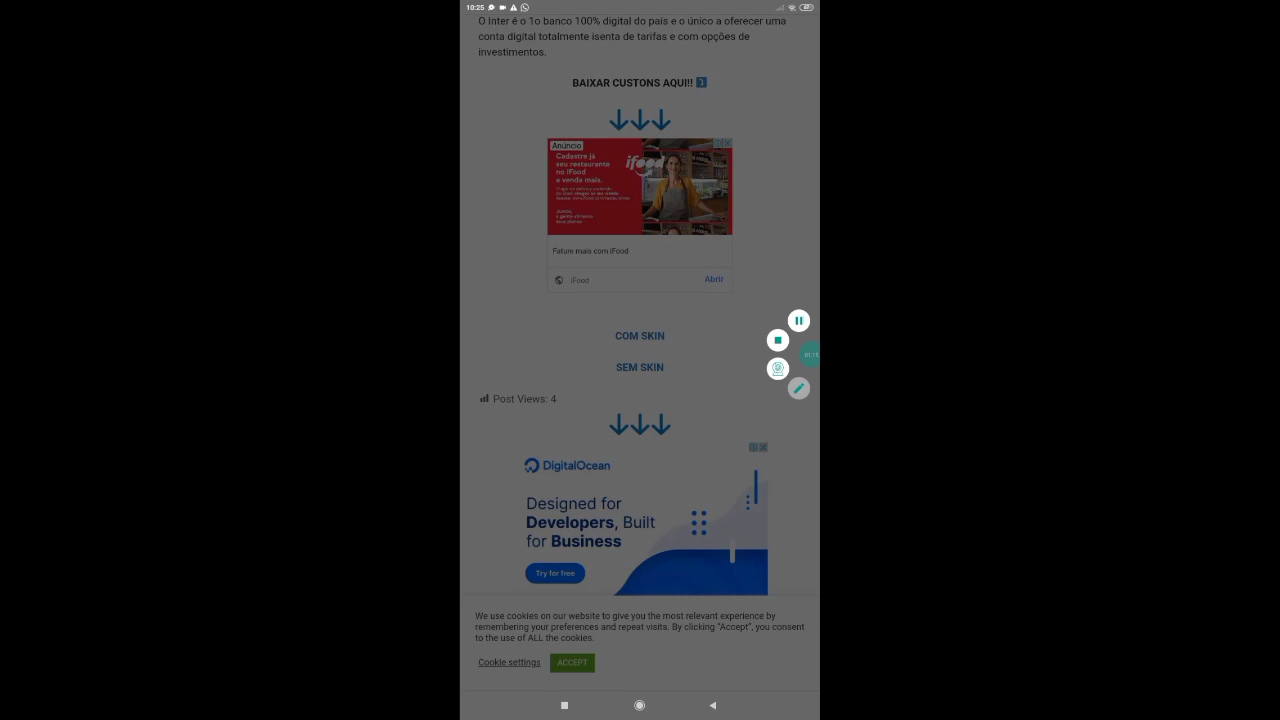 10:25
67
O Inter é o 1o banco 100% digital do país e o único a oferecer uma
conta digital totalmente isenta de tarifas e com opções de
investimentos.
BAIXAR CUSTONS AQUI!!
Anúncio
Cadastre já
seu restaurante
no iFood
e venda mais.
ifood
Fature mais com iFood
iFood
Abrir
COM SKIN
SEM SKIN
Post Views: 4
DigitalOcean
Designed for
Developers, Built
for Business
Try for free
We use cookies on our website to give you the most relevant experience by
remembering your preferences and repeat visits. By clicking “Accept”, you consent
to the use of ALL the cookies.
Cookie settings
ACCEPT